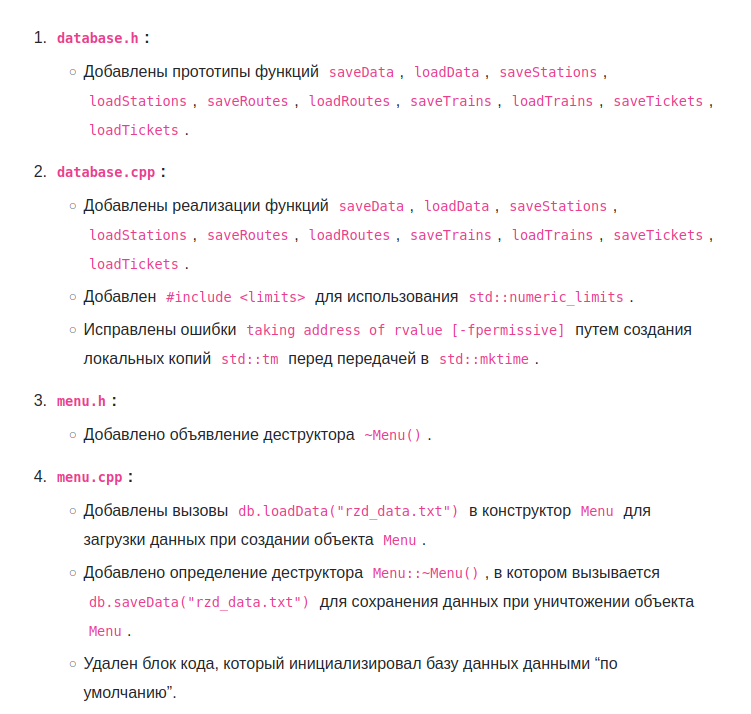 1. database.h :
○ Добавлены прототипы функций saveData , loadData , saveStations ,
loadStations , saveRoutes , loadRoutes , saveTrains , loadTrains , saveTickets ,
loadTickets .
2. database.cpp :
○ Добавлены реализации функций saveData , loadData , saveStations ,
loadStations , saveRoutes , loadRoutes , saveTrains , loadTrains , saveTickets ,
loadTickets .
○ Добавлен #include <limits> для использования std::numeric_limits .
○ Исправлены ошибки taking address of rvalue [-fpermissive] путем создания
локальных копий std::tm перед передачей в std::mktime .
3. menu.h :
○ Добавлено объявление деструктора ~Menu() .
4. menu.cpp :
○ Добавлены вызовы db.loadData("rzd_data.txt") в конструктор Menu для
загрузки данных при создании объекта Menu .
○ Добавлено определение деструктора Menu::~Menu() , в котором вызывается
db.saveData("rzd_data.txt") для сохранения данных при уничтожении объекта
Menu .
○ Удален блок кода, который инициализировал базу данных данными “по
умолчанию”.